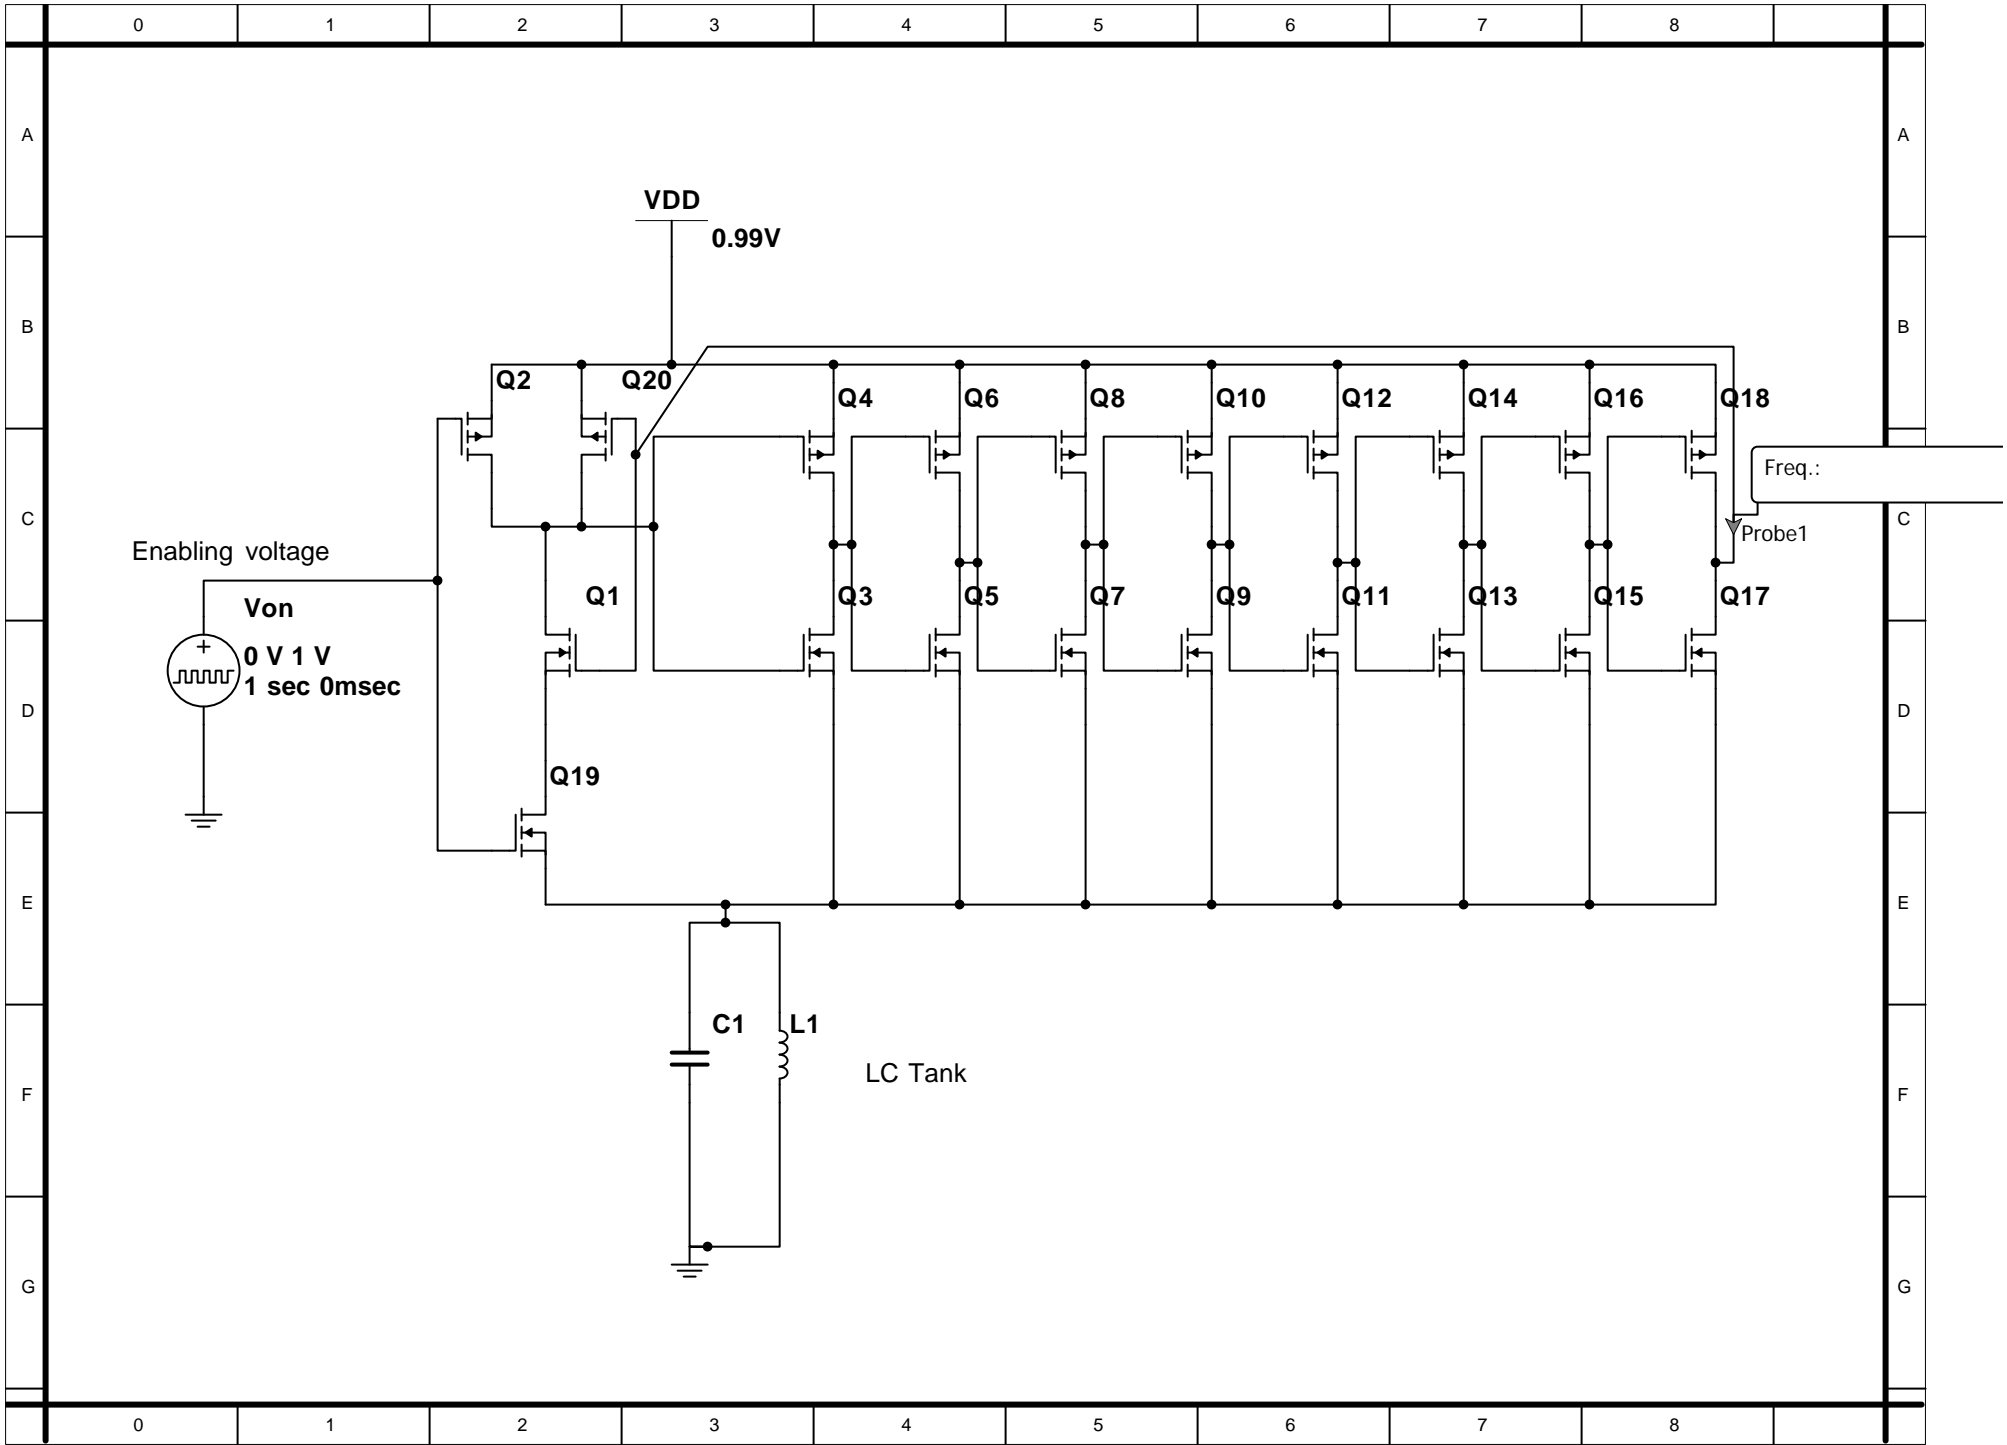 0 1 2 3 4 5 6 7 8
A A
VDD
0.99V
B B
Q2 Q20 Q4 Q6 Q8 Q10 Q12 Q14 Q16 Q18
Freq.:
C C
Probe1
Enabling voltage
Von
Q1 Q3 Q5 Q7 Q9 Q11 Q13 Q15 Q17
+
0 V 1 V
1 sec 0msec
D D
Q19
E E
C1 L1
LC Tank
F F
G G
0 1 2 3 4 5 6 7 8